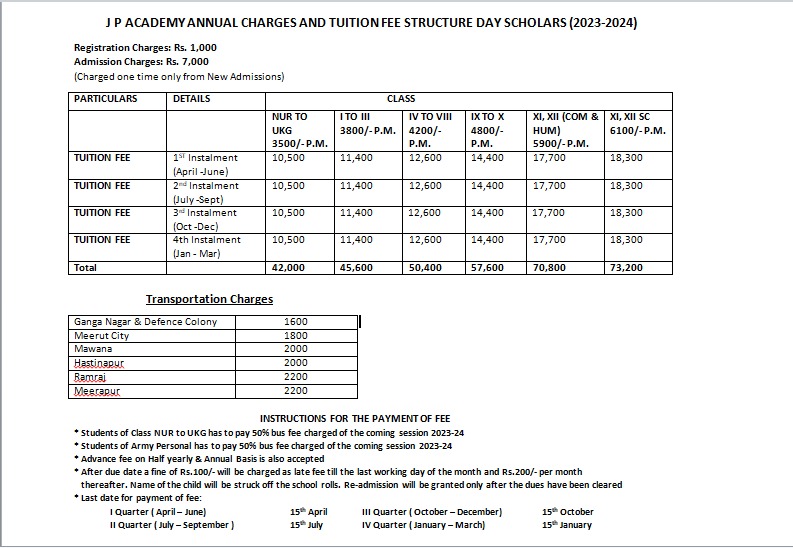 J P ACADEMY ANNUAL CHARGES AND TUITION FEE STRUCTURE DAY SCHOLARS (2023-2024)
Registration Charges: Rs. 1,000
Admission Charges: Rs. 7,000
(Charged one time only from New Admissions)
PARTICULARS DETAILS CLASS
NUR TO UKG 3500/-P.M. I TO III 3800/-P.M. IV TO VIII 4200/- P.M. IX TO X 4800/- P.M. XI, XII (COM & HUM) 5900/-P.M. XI, XII SC 6100/-P.M.
TUITION FEE 1ST Instalment (April -June) 10,500 11,400 12,600 14,400 17,700 18,300
TUITION FEE 2nd Instalment (July -Sept) 10,500 11,400 12,600 14,400 17,700 18,300
TUITION FEE 3rd Instalment (Oct -Dec) 10,500 11,400 12,600 14,400 17,700 18,300
TUITION FEE 4th Instalment (Jan - Mar) 10,500 11,400 12,600 14,400 17,700 18,300
Total 42,000 45,600 50,400 57,600 70,800 73,200
Transportation Charges
Ganga Nagar & Defence Colony 1600
Meerut City 1800
Mawana 2000
Hastinapur 2000
Ramraj 2200
Meerapur 2200
INSTRUCTIONS FOR THE PAYMENT OF FEE
* Students of Class NUR to UKG has to pay 50% bus fee charged of the coming session 2023-24
* Students of Army Personal has to pay 50% bus fee charged of the coming session 2023-24
* Advance fee on Half yearly & Annual Basis is also accepted
* After due date a fine of Rs.100/- will be charged as late fee till the last working day of the month and Rs.200/- per month
thereafter. Name of the child will be struck off the school rolls. Re-admission will be granted only after the dues have been cleared
* Last date for payment of fee:
I Quarter ( April – June) 15th April III Quarter ( October – December) 15th October
II Quarter ( July – September ) 15th July IV Quarter ( January – March) 15th January